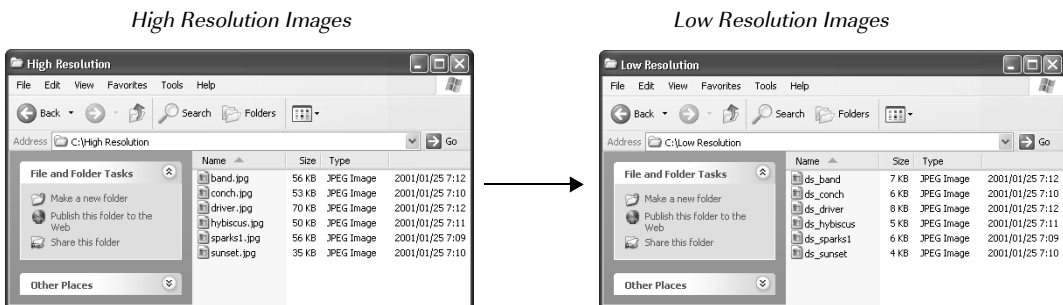 High Resolution Images
High Resolution
File Edit View Favorites Tools Help
Back Search Folders
Address C:\High Resolution Go
File and Folder Tasks
Make a new folder
Publish this folder to the
Web
Share this folder
Other Places
Name Size Type
band.jpg 56 KB JPEG Image 2001/01/25 7:12
conch.jpg 53 KB JPEG Image 2001/01/25 7:10
driver.jpg 70 KB JPEG Image 2001/01/25 7:12
hybiscus.jpg 50 KB JPEG Image 2001/01/25 7:11
sparks1.jpg 56 KB JPEG Image 2001/01/25 7:09
sunset.jpg 35 KB JPEG Image 2001/01/25 7:10
Low Resolution Images
Low Resolution
File Edit View Favorites Tools Help
Back Search Folders
Address C:\Low Resolution Go
File and Folder Tasks
Make a new folder
Publish this folder to the
Web
Share this folder
Other Places
Name Size Type
ds_band 7 KB JPEG Image 2001/01/25 7:12
ds_conch 6 KB JPEG Image 2001/01/25 7:10
ds_driver 8 KB JPEG Image 2001/01/25 7:12
ds_hybiscus 5 KB JPEG Image 2001/01/25 7:11
ds_sparks1 6 KB JPEG Image 2001/01/25 7:09
ds_sunset 4 KB JPEG Image 2001/01/25 7:10